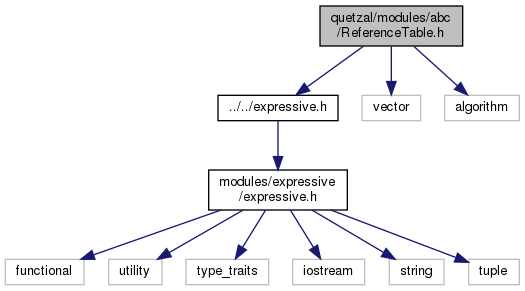 quetzal/modules/abc
/ReferenceTable.h
../../expressive.h
vector
algorithm
modules/expressive
/expressive.h
functional
utility
type_traits
iostream
string
tuple